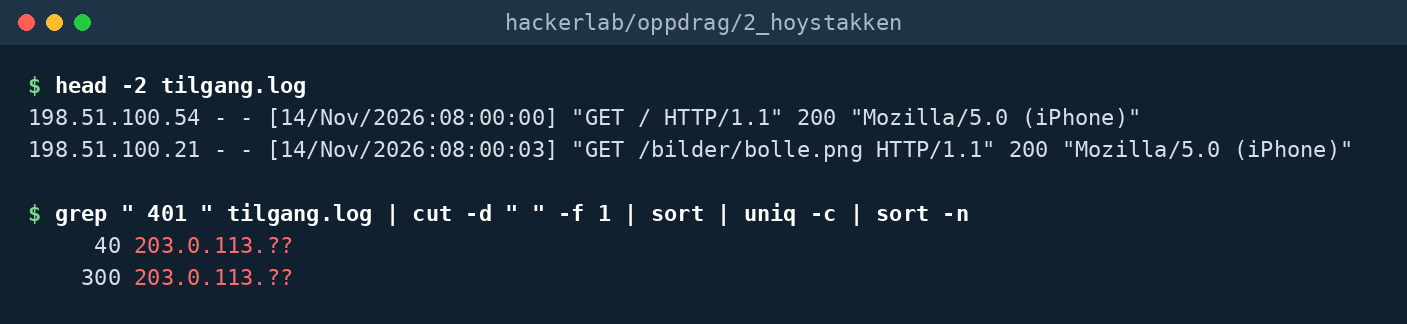 hackerlab/oppdrag/2_hoystakken
$ head -2 tilgang.log
198.51.100.54 - - [14/Nov/2026:08:00:00] "GET / HTTP/1.1" 200 "Mozilla/5.0 (iPhone)"
198.51.100.21 - - [14/Nov/2026:08:00:03] "GET /bilder/bolle.png HTTP/1.1" 200 "Mozilla/5.0 (iPhone)"
$ grep " 401 " tilgang.log | cut -d " " -f 1 | sort | uniq -c | sort -n
40 203.0.113.??
300 203.0.113.??